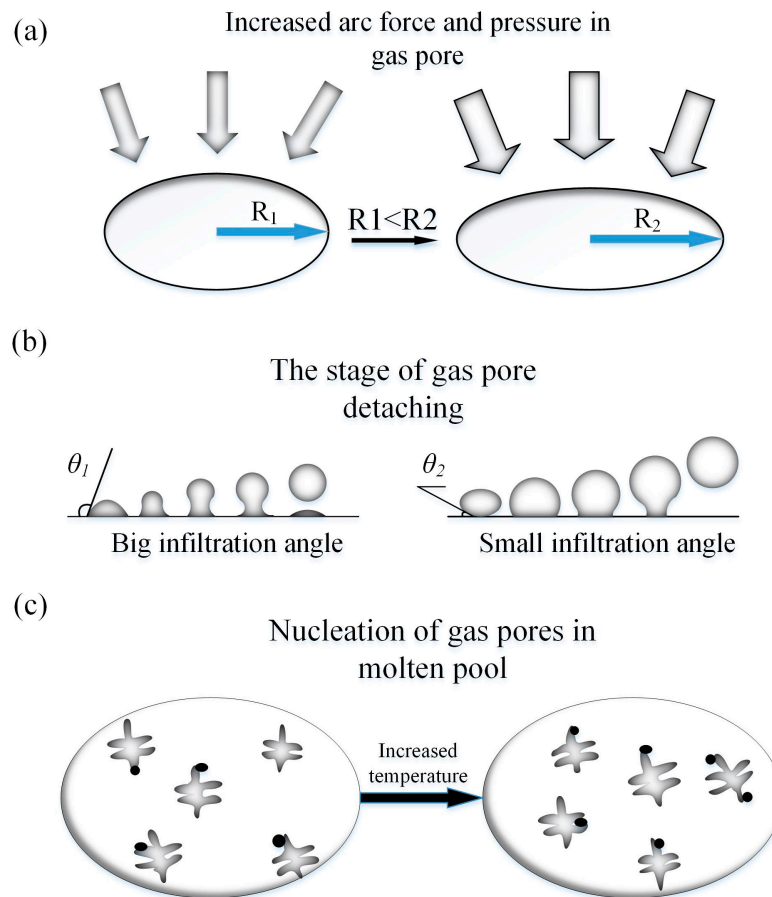 (a)
Increased arc force and pressure in
gas pore
R₁
R1<R2
R₂
(b)
The stage of gas pore
detaching
θ₁
θ₂
Big infiltration angle
Small infiltration angle
(c)
Nucleation of gas pores in
molten pool
Increased
temperature